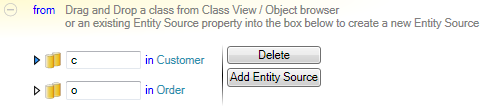 from Drag and Drop a class from Class View / Object browser
or an existing Entity Source property into the box below to create a new Entity Source
c in Customer Delete
o in Order Add Entity Source